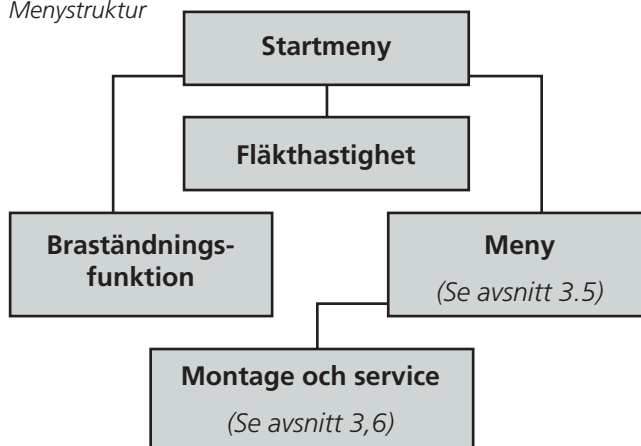 Menystruktur
Startmeny
Fläkthastighet
Braständnings-
funktion
Meny
(Se avsnitt 3.5)
Montage och service
(Se avsnitt 3,6)